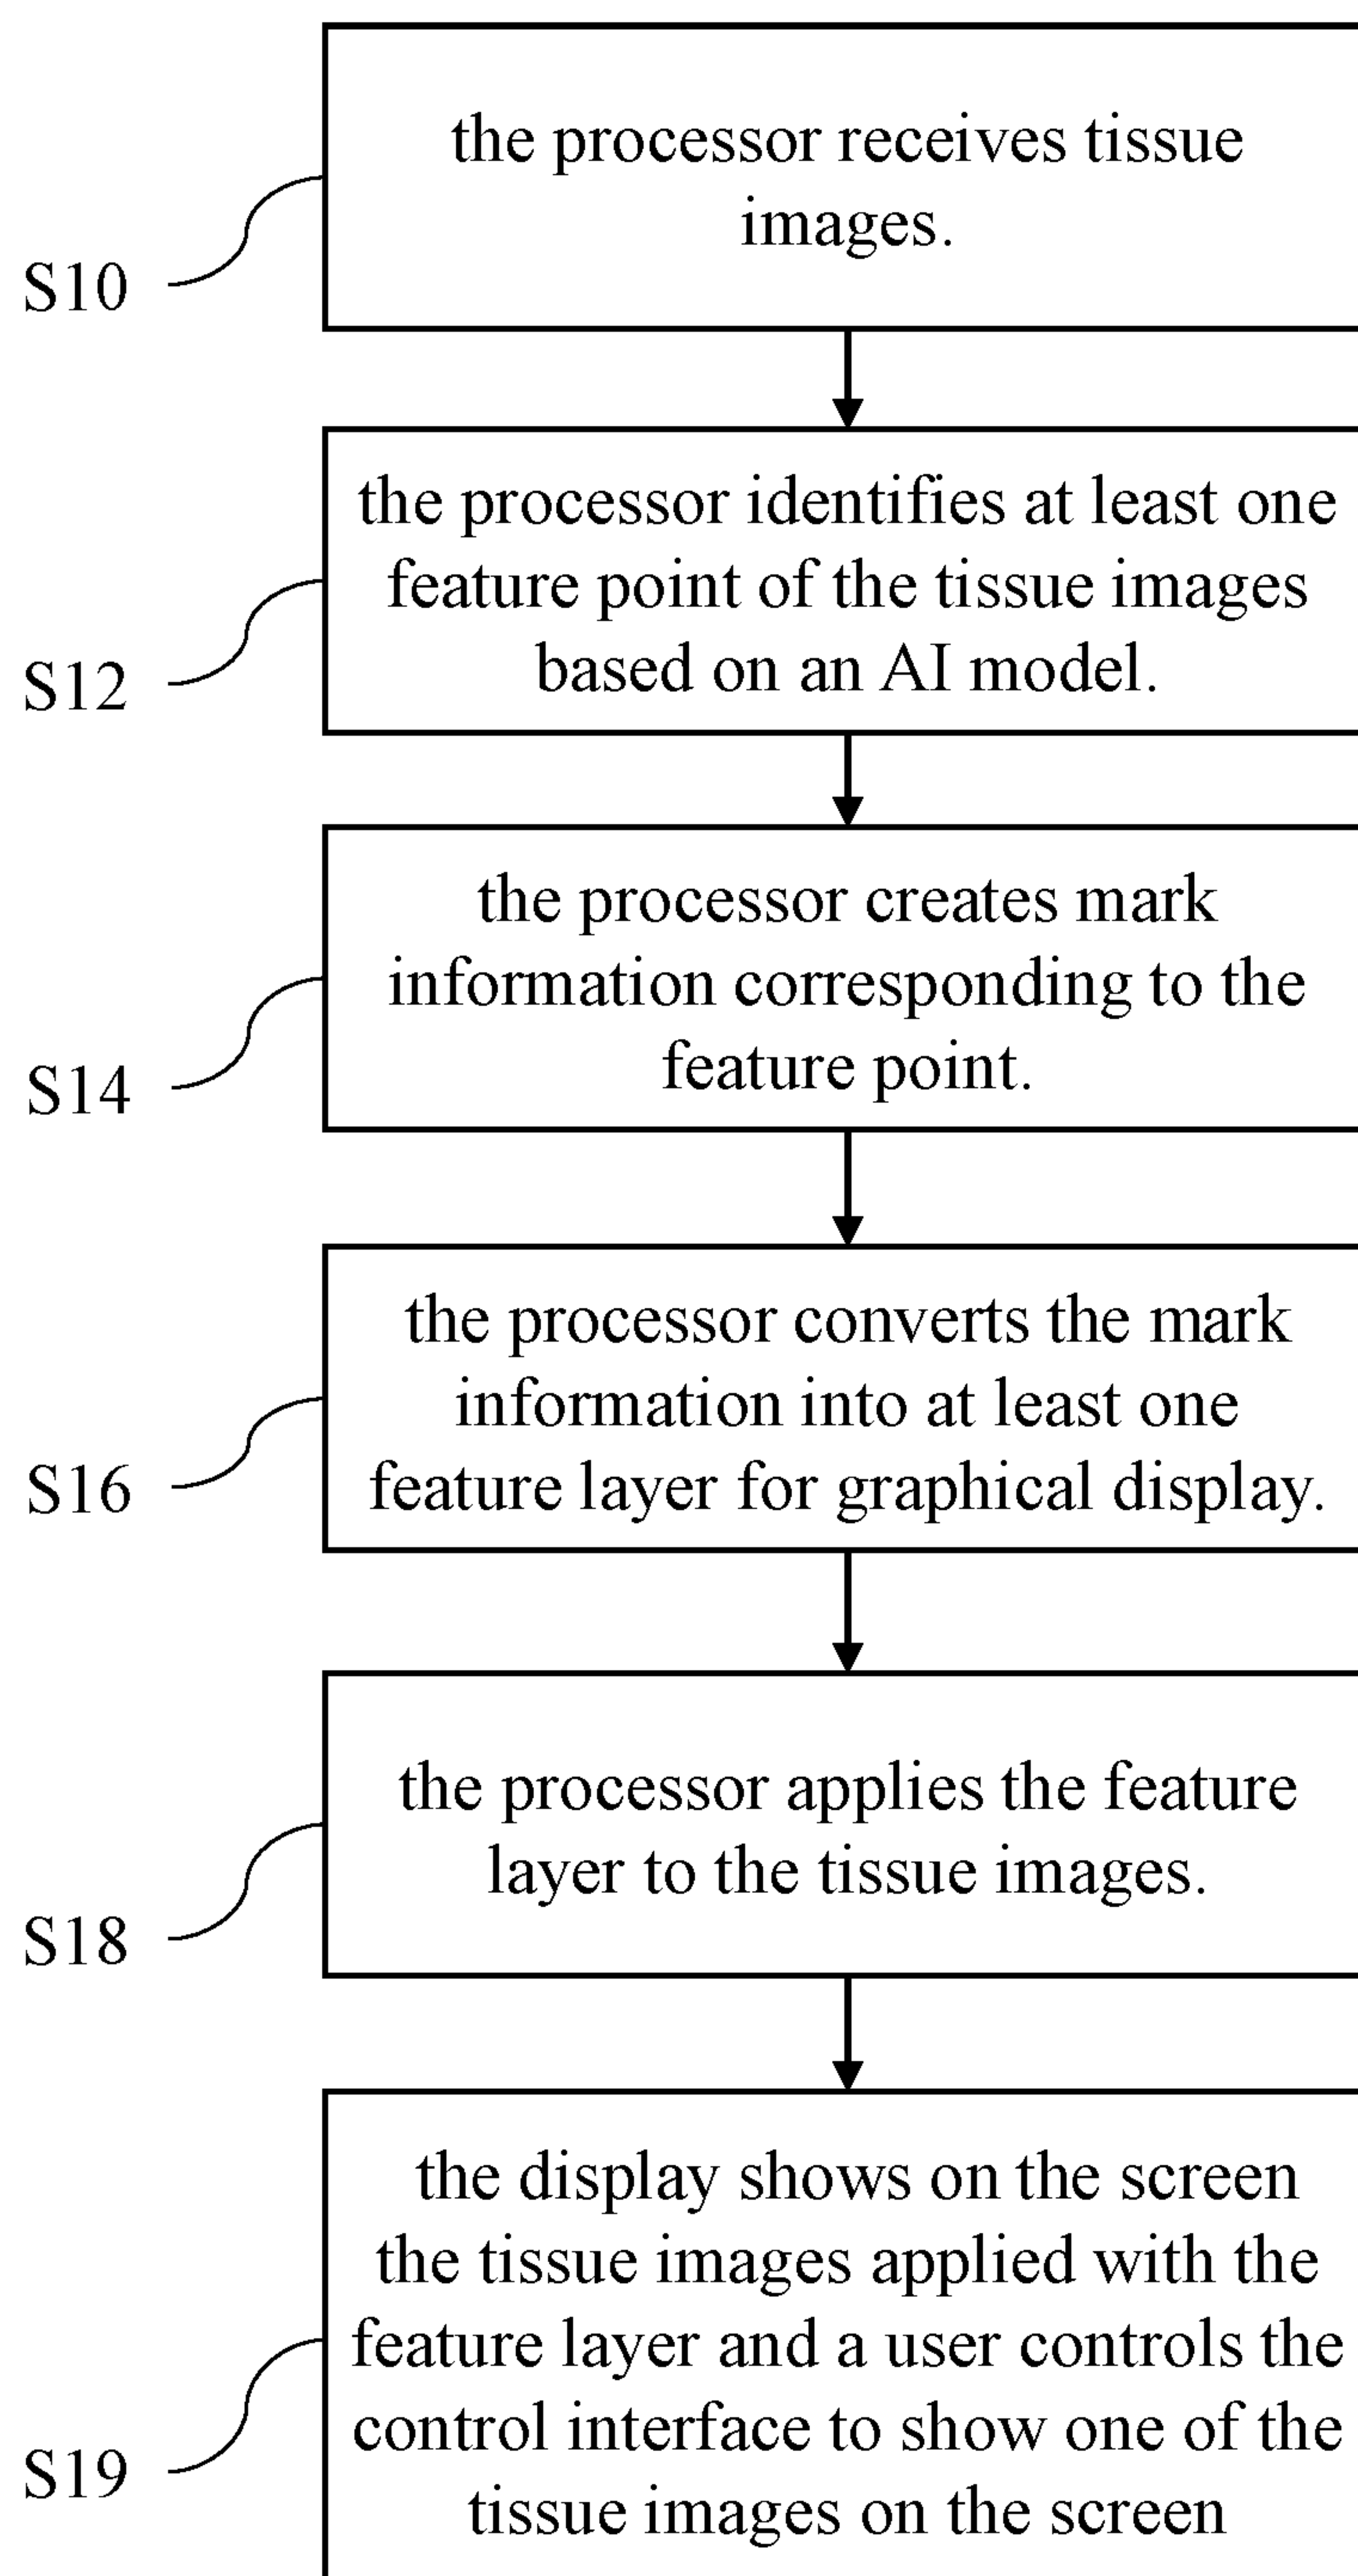 the processor receives tissue
images.
S10
the processor identifies at least one
feature point of the tissue images
based on an AI model.
S12
the processor creates mark
information corresponding to the
feature point.
S14
the processor converts the mark
information into at least one
feature layer for graphical display.
S16
the processor applies the feature
layer to the tissue images.
S18
the display shows on the screen
the tissue images applied with the
feature layer and a user controls the
control interface to show one of the
tissue images on the screen
S19